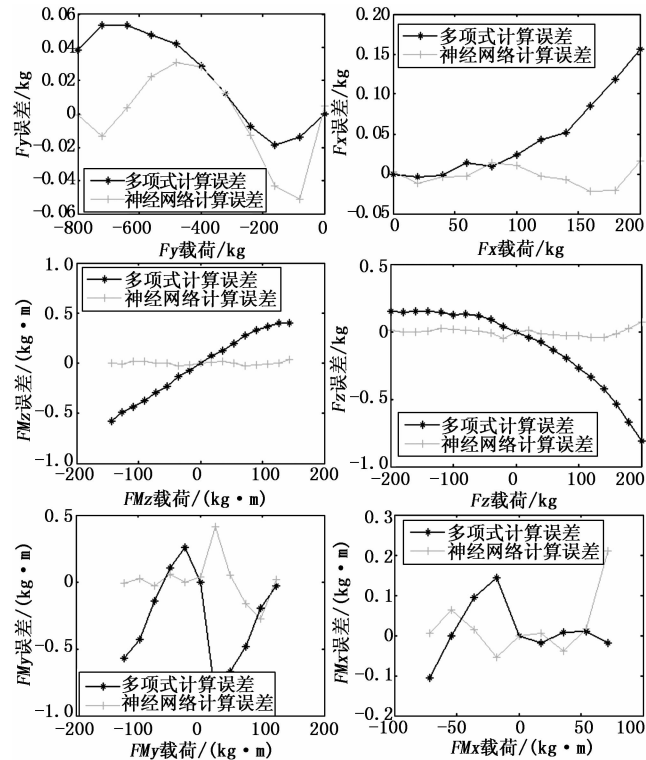 0.06
0.04
0.02
0
-0.02
0.04
0.06
-800
-600
-400
-200
0
Fy误差/kg
Fy载荷/kg
多项式计算误差
神经网络计算误差
0.20
0.15
0.10
0.05
0
-0.05
0
50
100
150
200
Fx误差/kg
Fx载荷/kg
多项式计算误差
神经网络计算误差
1.0
0.5
0
-0.5
-1.0
-200
-100
0
100
200
FMz误差/(kg·m)
FMz载荷/(kg·m)
多项式计算误差
神经网络计算误差
0.5
0
-0.5
-1.0
-200
-100
0
100
200
Fz误差/kg
Fz载荷/kg
多项式计算误差
神经网络计算误差
0.5
0
-0.5
-1.0
-200
-100
0
100
200
FMy误差/(kg·m)
FMy载荷/(kg·m)
多项式计算误差
神经网络计算误差
0.3
0.2
0.1
0
-0.1
-0.2
-100
-50
0
50
100
FMx误差/(kg·m)
FMx载荷/(kg·m)
多项式计算误差
神经网络计算误差